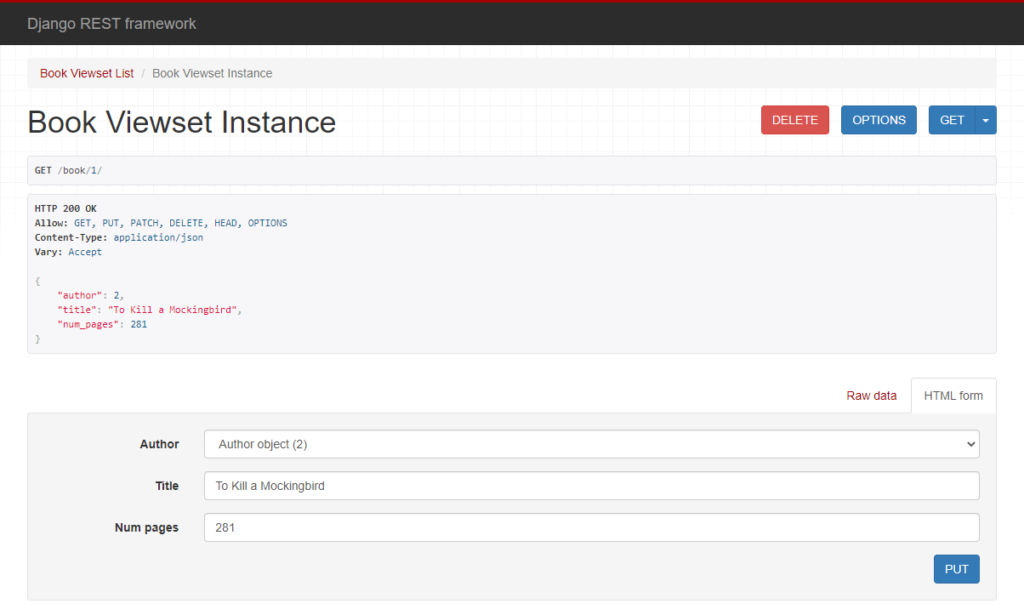 Django REST framework
Book Viewset List / Book Viewset Instance
Book Viewset Instance
DELETE
OPTIONS
GET
GET /book/1/
HTTP 200 OK
Allow: GET, PUT, PATCH, DELETE, HEAD, OPTIONS
Content-Type: application/json
Vary: Accept
{
"author": 2,
"title": "To Kill a Mockingbird",
"num_pages": 281
}
Raw data
HTML form
Author
Author object (2)
Title
To Kill a Mockingbird
Num pages
281
PUT